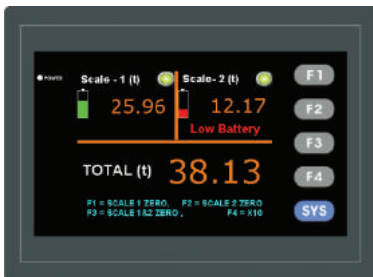 POWER
Scale - 1 (t)
Scale- 2 (t)
25.96
12.17
Low Battery
TOTAL (t)
38.13
F1 = SCALE 1 ZERO,   F2 = SCALE 2 ZERO
F3 = SCALE 1&2 ZERO ,   F4 = X10
F1
F2
F3
F4
SYS